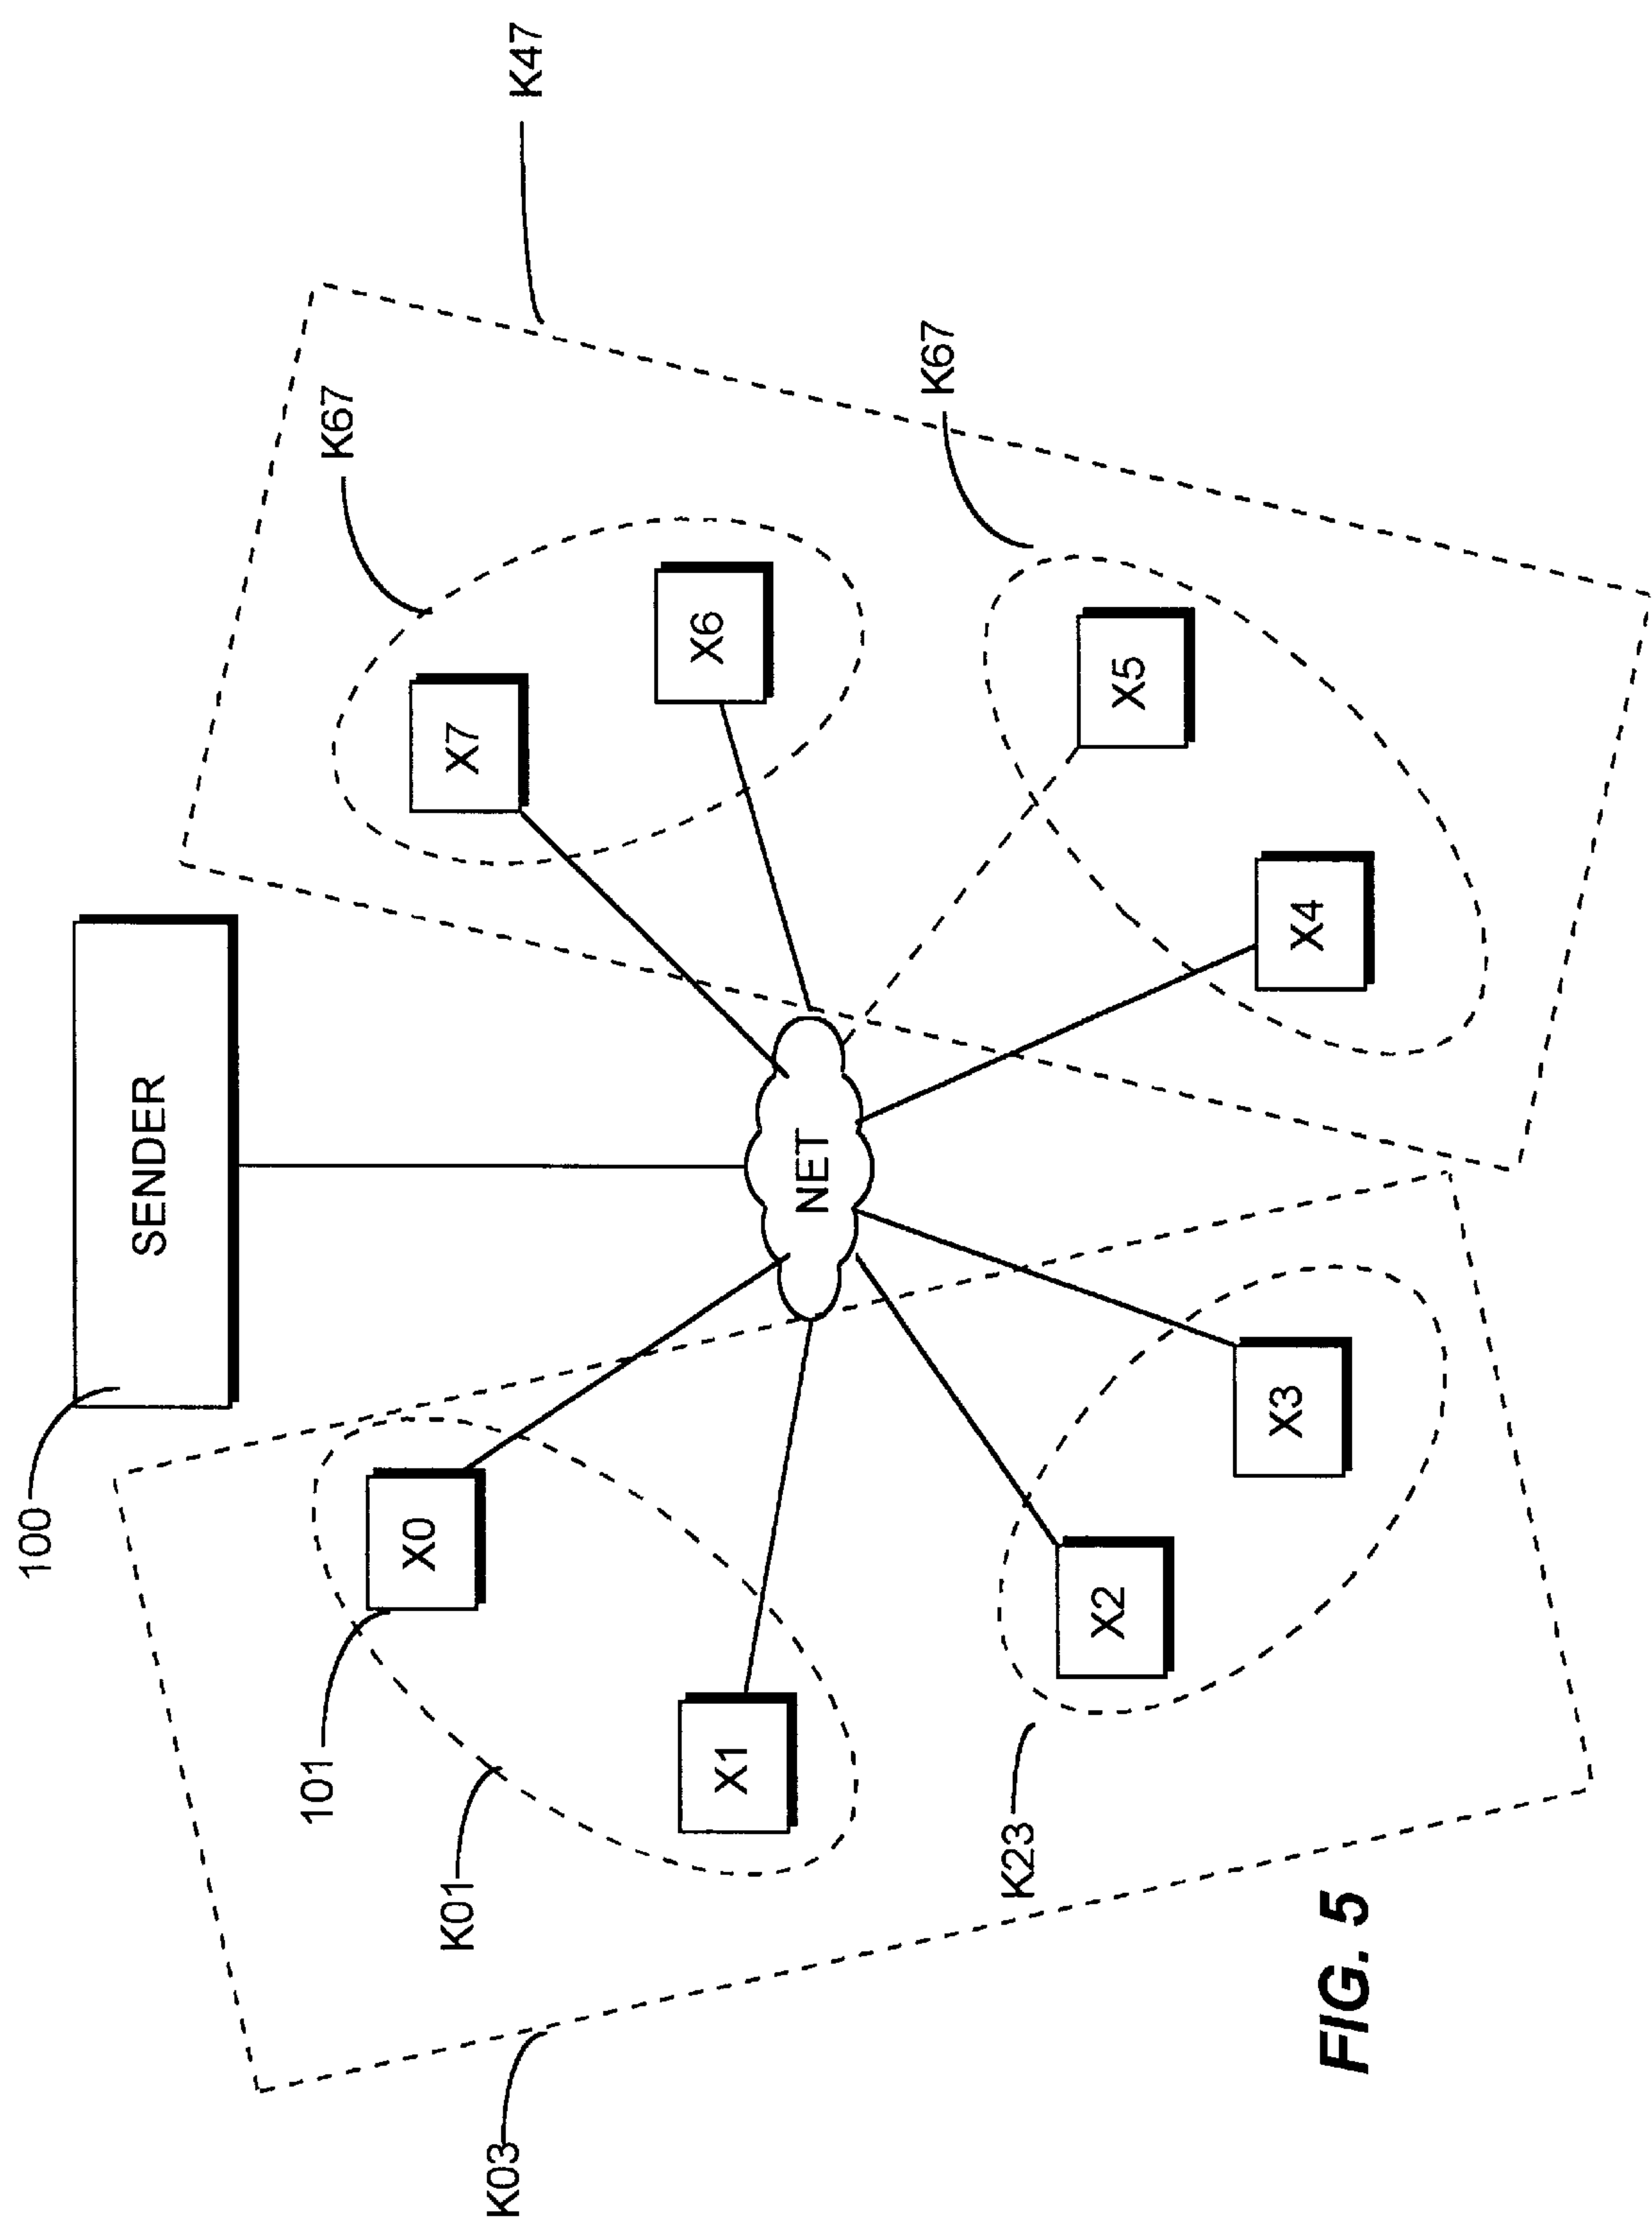 100
SENDER
K47
K67
101
X0
X7
K01
X6
K03
X1
NET
K67
X2
X5
K23
X3
X4
FIG. 5